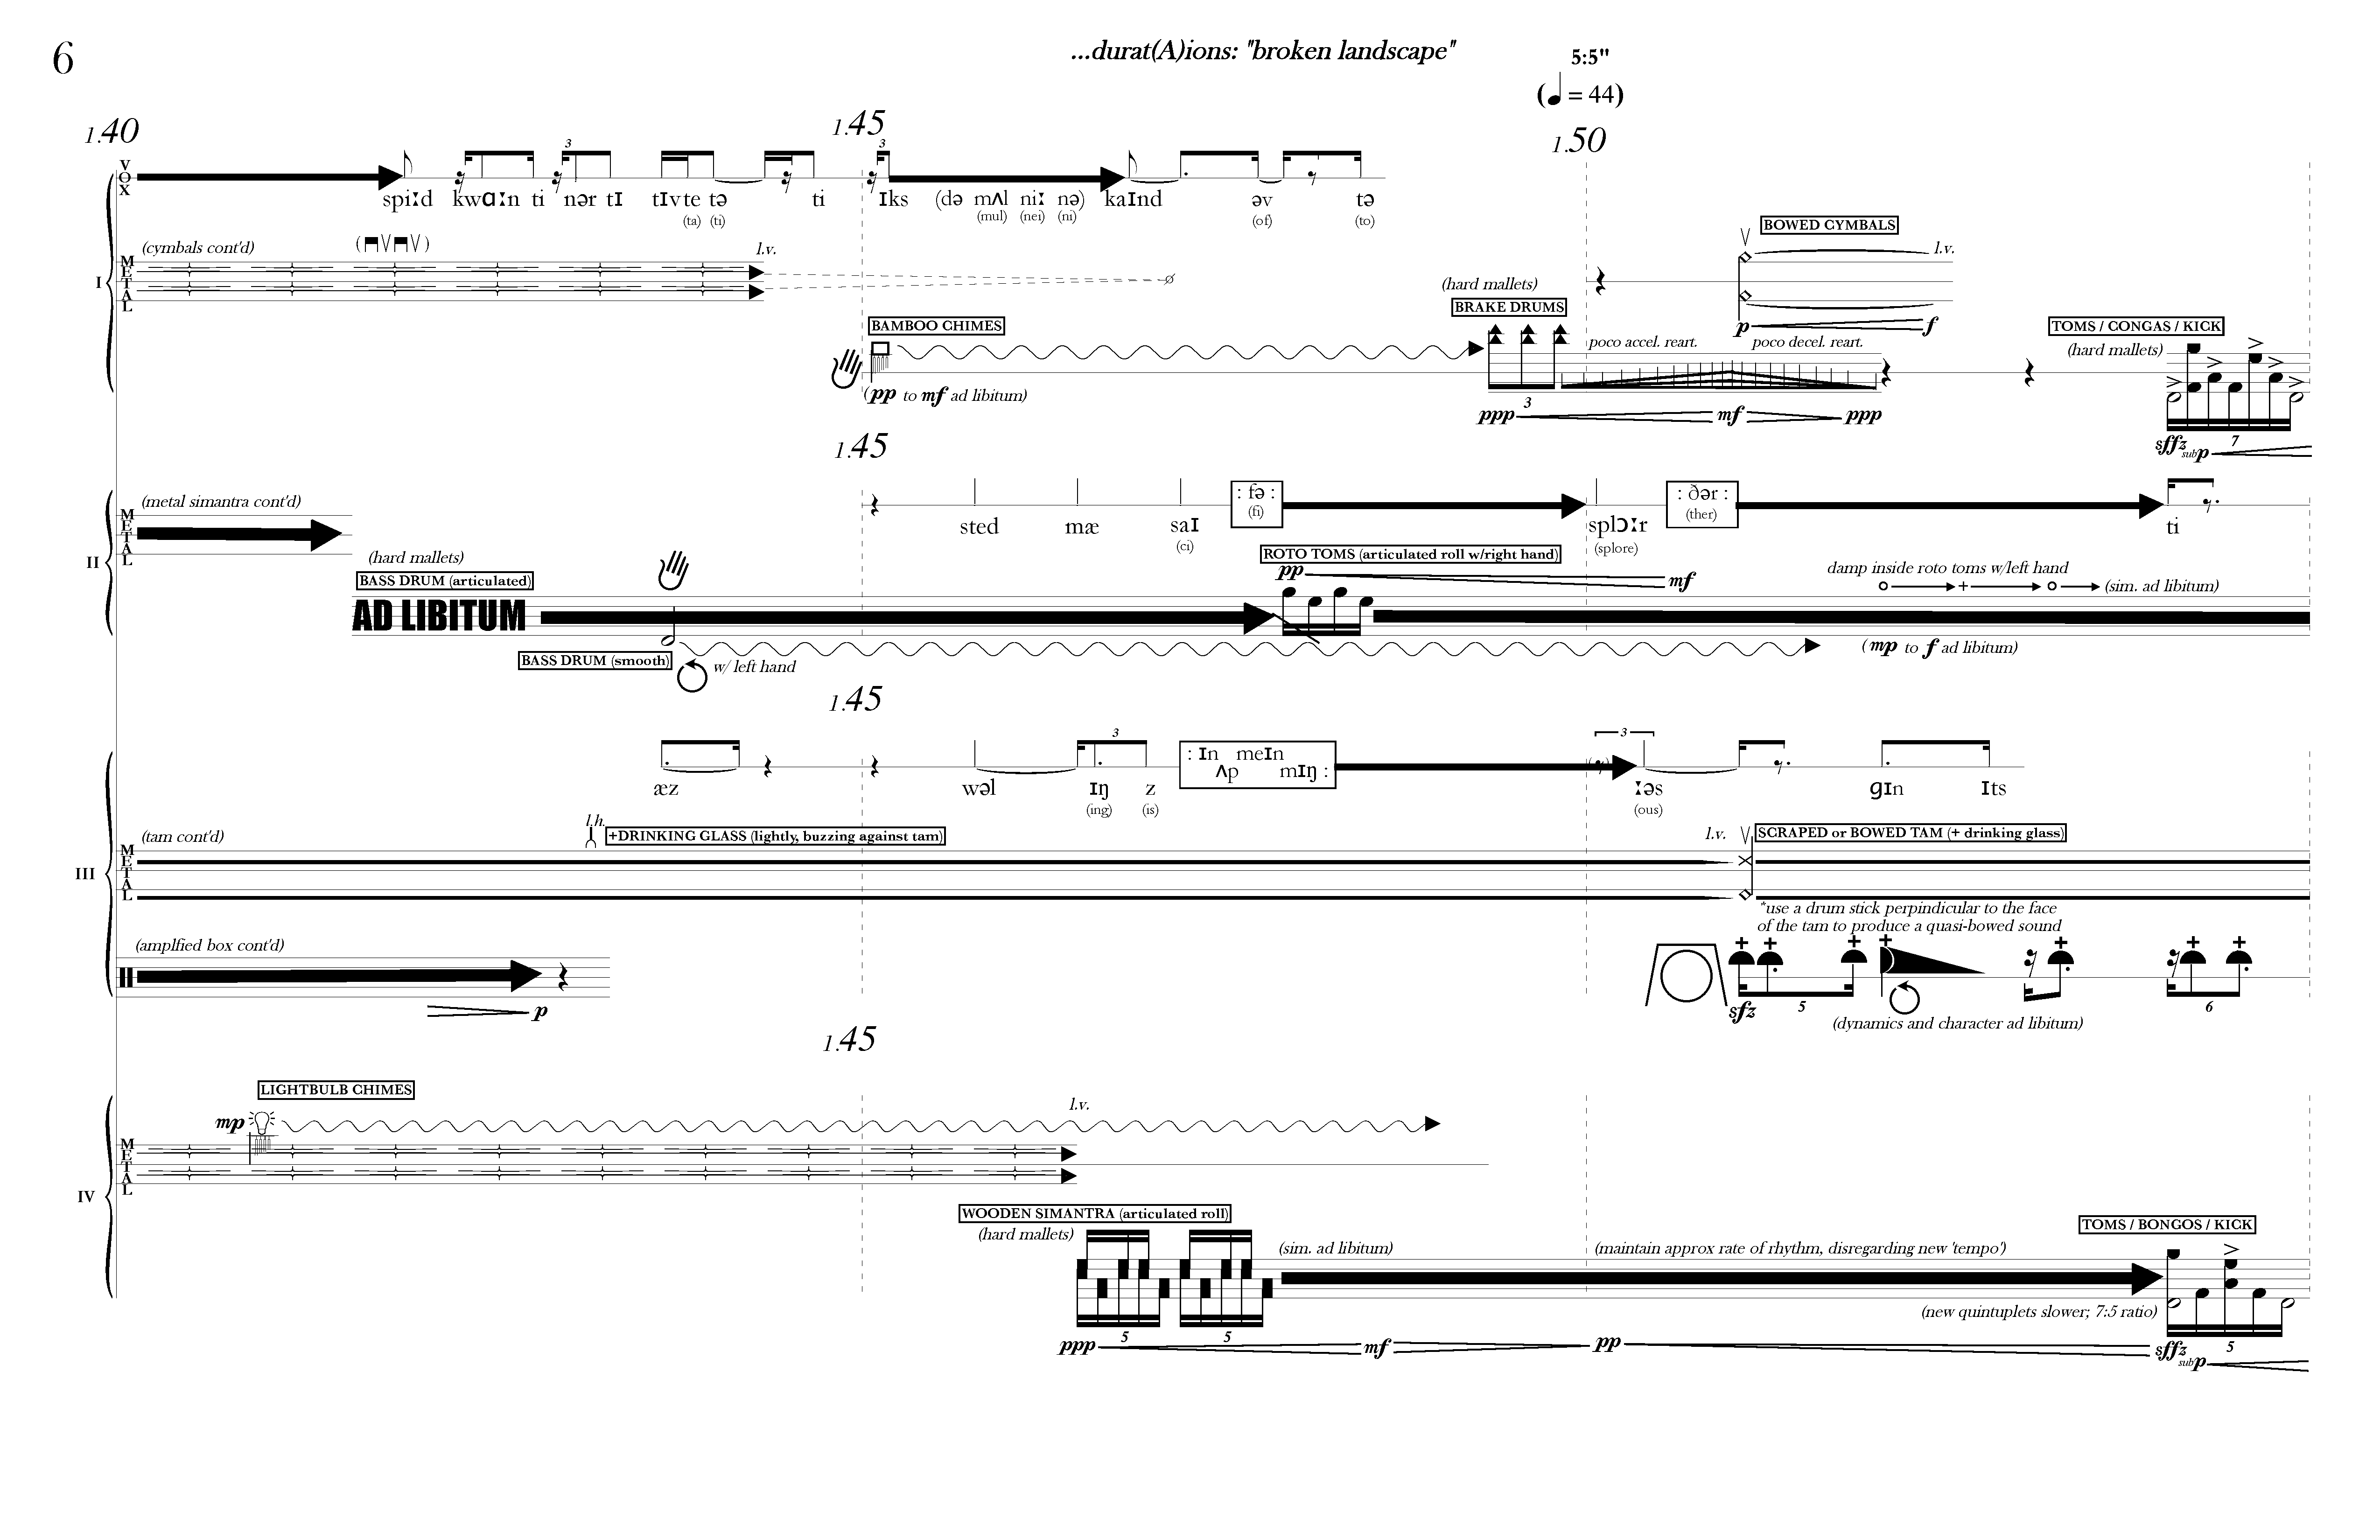 6
...durat(A)ions: "broken landscape"
5:5"
(♩ = 44)
1.40
1.45
1.50
VOX
spiːd kwɑːn ti nər tɪ tɪv te tə ti ɪks (də mʌl niː nə) kaɪnd əv tə
(ta) (ti) (mul) (nei) (ni) (of) (to)
(cymbals cont'd)
l.v.
BOWED CYMBALS
l.v.
METAL
I
(hard mallets)
BRAKE DRUMS
p f
BAMBOO CHIMES
poco accel. reart.
poco decel. reart.
TOMS / CONGAS / KICK
(hard mallets)
(pp to mf ad libitum)
3
ppp mf ppp
sffz sub p
7
1.45
(metal simantra cont'd)
: fə :
(fi)
: ðər :
(ther)
sted mæ saɪ splɔːr ti
(ci) (splore)
METAL
II
(hard mallets)
BASS DRUM (articulated)
ROTO TOMS (articulated roll w/right hand)
pp mf
damp inside roto toms w/left hand
(sim. ad libitum)
AD LIBITUM
BASS DRUM (smooth)
w/ left hand
(mp to f ad libitum)
1.45
3
3
: ɪn meɪn
ʌp mɪŋ :
æz wəl ɪŋ z ːəs gɪn ɪts
(ing) (is) (ous)
(tam cont'd)
l.h.
+DRINKING GLASS (lightly, buzzing against tam)
l.v.
SCRAPED or BOWED TAM (+ drinking glass)
METAL
III
*use a drum stick perpindicular to the face
of the tam to produce a quasi-bowed sound
(amplfied box cont'd)
p
sfz
5
6
(dynamics and character ad libitum)
1.45
LIGHTBULB CHIMES
mp
l.v.
METAL
IV
WOODEN SIMANTRA (articulated roll)
(hard mallets)
(sim. ad libitum)
(maintain approx rate of rhythm, disregarding new 'tempo')
TOMS / BONGOS / KICK
(new quintuplets slower; 7:5 ratio)
5 5
ppp mf pp
sffz sub p
5